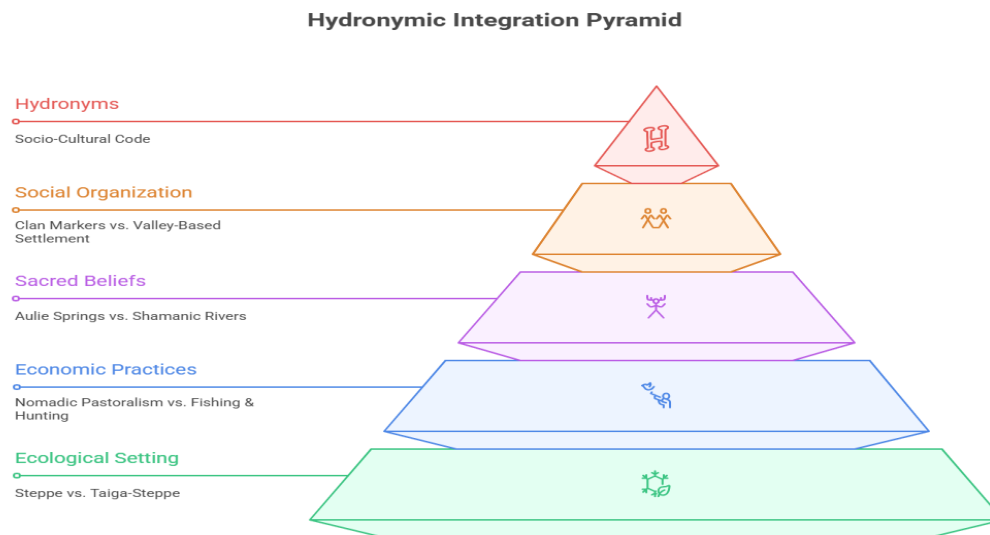 Hydronymic Integration Pyramid
Hydronyms
Socio-Cultural Code
H
Social Organization
Clan Markers vs. Valley-Based
Settlement
Sacred Beliefs
Aulie Springs vs. Shamanic Rivers
Economic Practices
Nomadic Pastoralism vs. Fishing &
Hunting
Ecological Setting
Steppe vs. Taiga-Steppe